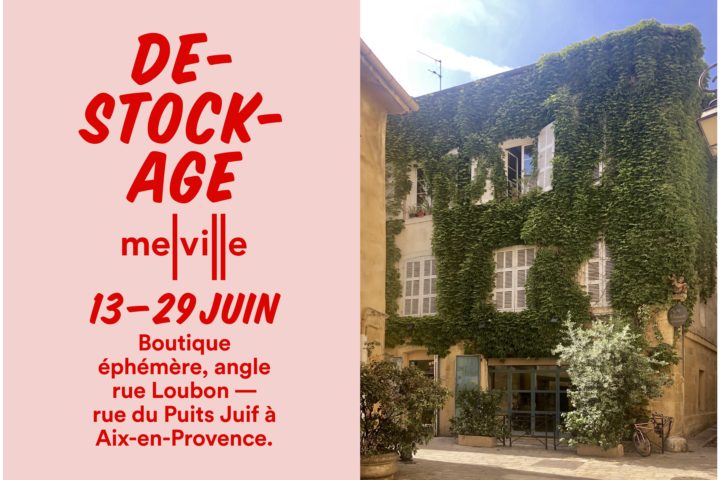 DE-
STOCK-
AGE
melville
13–29 JUIN
Boutique
éphémère, angle
rue Loubon —
rue du Puits Juif à
Aix-en-Provence.